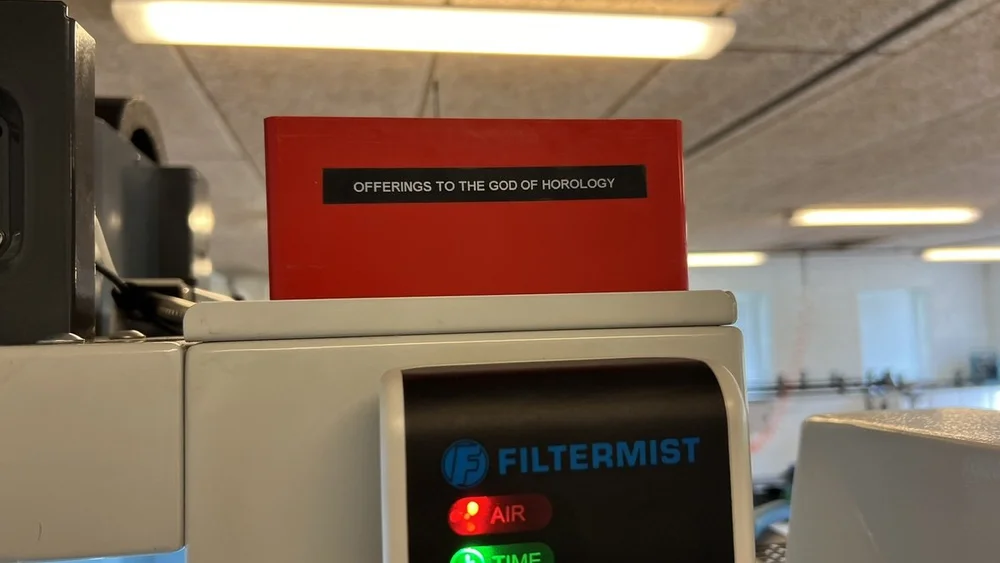 OFFERINGS TO THE GOD OF HOROLOGY
FILTERMIST
AIR
TIME